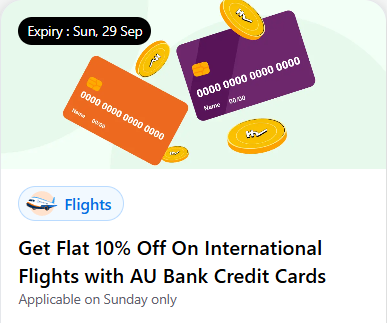 Expiry : Sun, 29 Sep
0000 0000 0000 0000
Name 00/00
0000 0000 0000 0000
Name 00/00
Flights
Get Flat 10% Off On International
Flights with AU Bank Credit Cards
Applicable on Sunday only